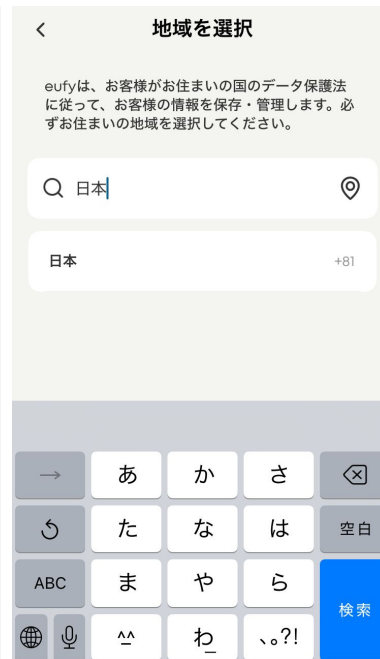 地域を選択
eufyは、お客様がお住まいの国のデータ保護法
に従って、お客様の情報を保存・管理します。必
ずお住まいの地域を選択してください。
日本
日本 +81
→ あ か さ
た な は 空白
ABC ま や ら
検索
^^ わ_ 、。?!